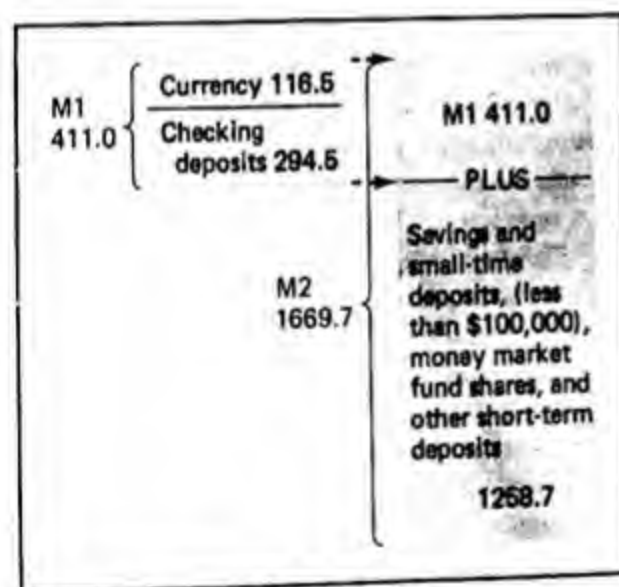 M1
411.0
Currency 116.5
Checking
deposits 294.5
M2
1669.7
M1 411.0
PLUS
Savings and
small-time
deposits, (less
than $100,000),
money market
fund shares, and
other short-term
deposits
1258.7